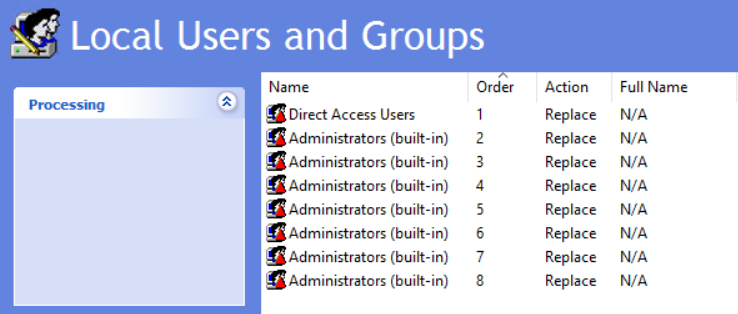 Local Users and Groups
Processing
Name Order Action Full Name
Direct Access Users 1 Replace N/A
Administrators (built-in) 2 Replace N/A
Administrators (built-in) 3 Replace N/A
Administrators (built-in) 4 Replace N/A
Administrators (built-in) 5 Replace N/A
Administrators (built-in) 6 Replace N/A
Administrators (built-in) 7 Replace N/A
Administrators (built-in) 8 Replace N/A